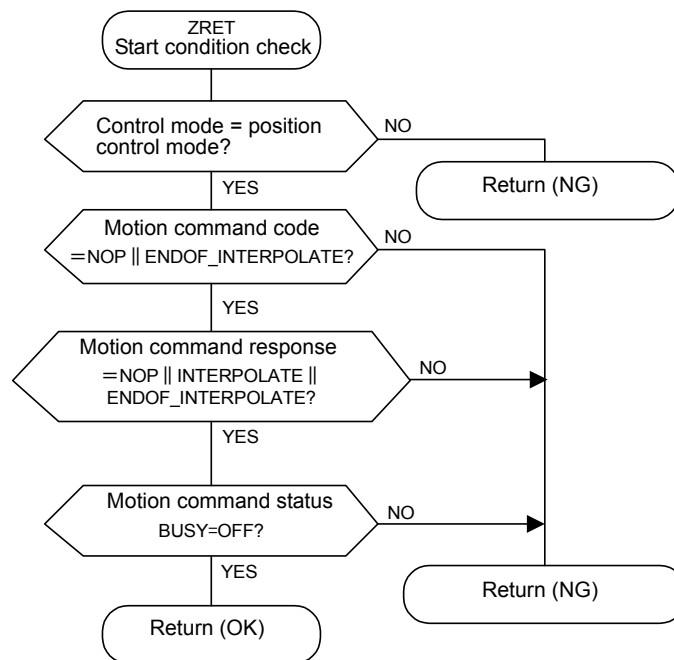 ZRET
Start condition check
Control mode = position
control mode?
NO
Return (NG)
YES
Motion command code
=NOP || ENDOF_INTERPOLATE?
NO
YES
Motion command response
=NOP || INTERPOLATE ||
ENDOF_INTERPOLATE?
NO
YES
Motion command status
BUSY=OFF?
NO
YES
Return (NG)
Return (OK)